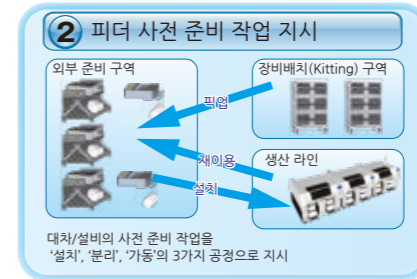 2 피더 사전 준비 작업 지시
외부 준비 구역
장비배치(Kitting) 구역
픽업
재이용
생산 라인
설치
대차/설비의 사전 준비 작업을
'설치', '분리', '가동'의 3가지 공정으로 지시